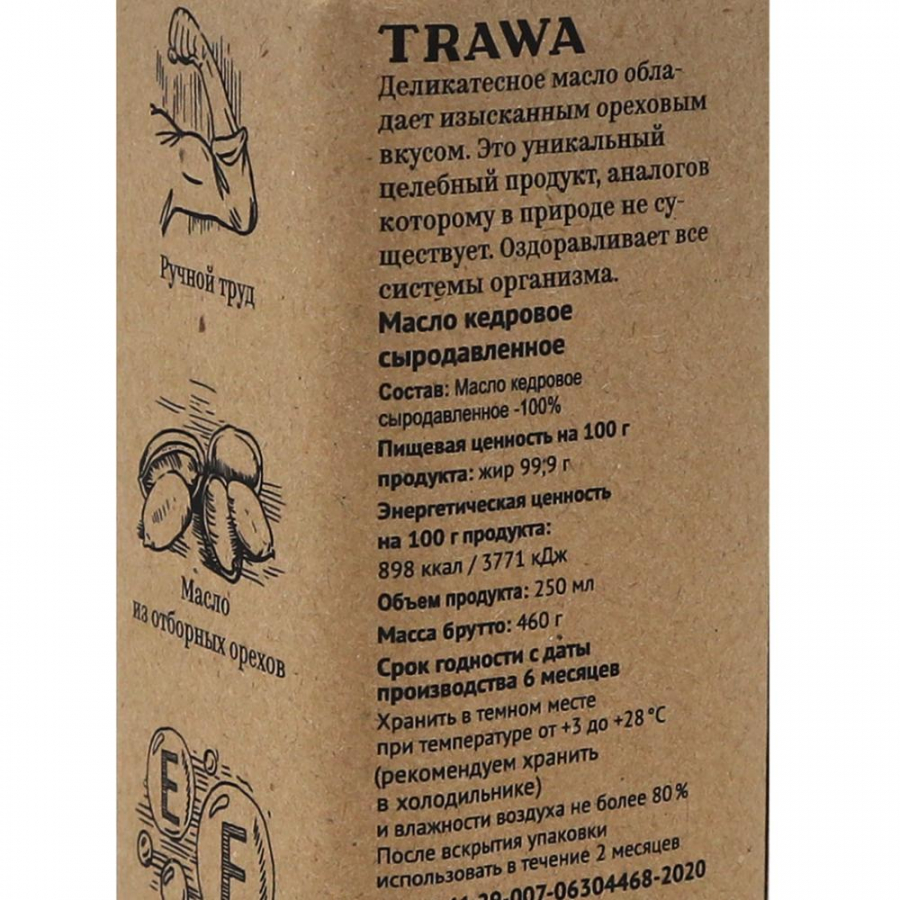 TRAWA
Деликатесное масло обла-
дает изысканным ореховым
вкусом. Это уникальный
целебный продукт, аналогов
которому в природе не су-
ществует. Оздоравливает все
системы организма.
Масло кедровое
сыродавленное
Состав: Масло кедровое
сыродавленное -100%
Пищевая ценность на 100 г
продукта: жир 99,9 г
Энергетическая ценность
на 100 г продукта:
898 ккал / 3771 кДж
Объем продукта: 250 мл
Масса брутто: 460 г
Срок годности с даты
производства 6 месяцев
Хранить в темном месте
при температуре от +3 до +28 °С
(рекомендуем хранить
в холодильнике)
и влажности воздуха не более 80 %
После вскрытия упаковки
использовать в течение 2 месяцев
29-007-06304468-2020
Ручной труд
Масло
из отборных орехов
E
E